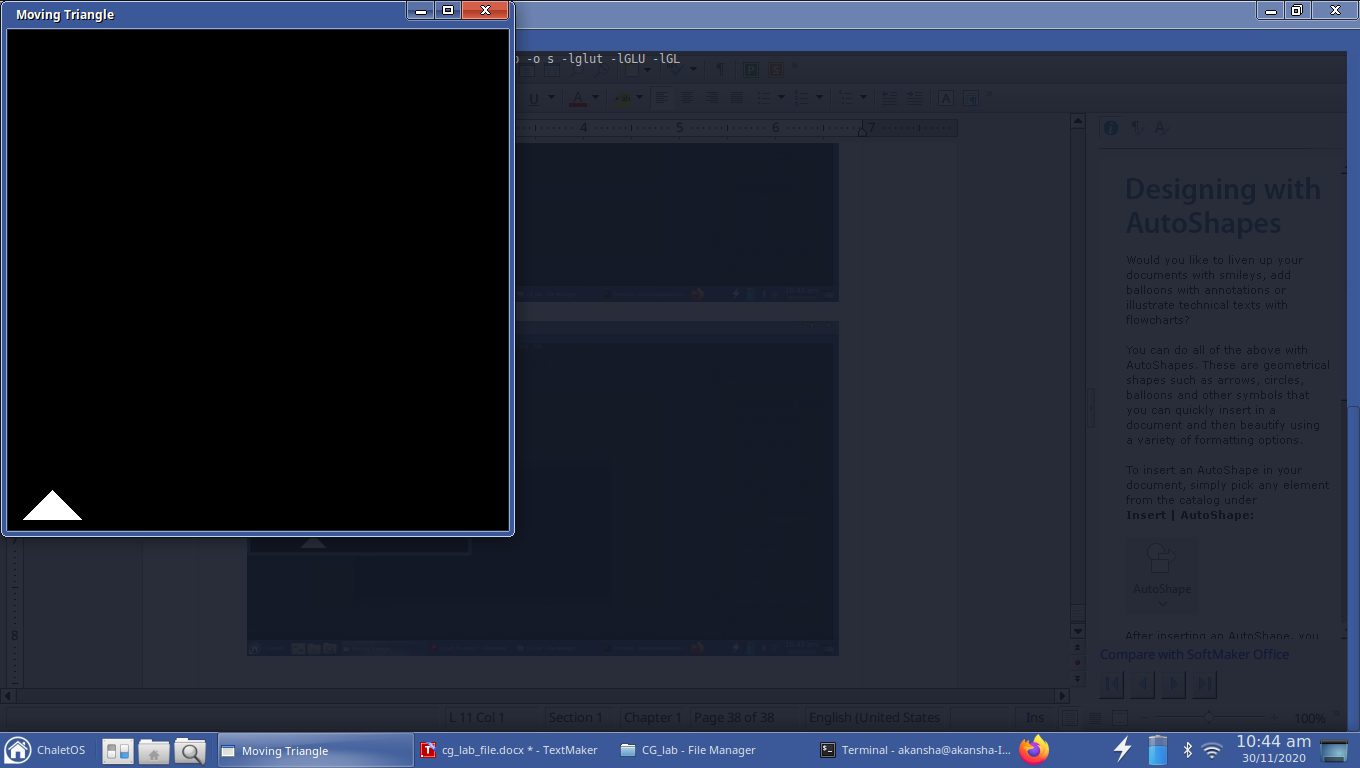 Moving Triangle
-o s -lglut -lGLU -lGL
U A ab ¶ P
A ¶
4 5 6 7
i ¶ A
Designing with
AutoShapes
Would you like to liven up your
documents with smileys, add
balloons with annotations or
illustrate technical texts with
flowcharts?
You can do all of the above with
AutoShapes. These are geometrical
shapes such as arrows, circles,
balloons and other symbols that
you can quickly insert in a
document and then beautify using
a variety of formatting options.
To insert an AutoShape in your
document, simply pick any element
from the catalog under
Insert | AutoShape:
AutoShape
After inserting an AutoShape, you
Compare with SoftMaker Office
8
L 11 Col 1 Section 1 Chapter 1 Page 38 of 38 English (United States Ins 100%
ChaletOS Moving Triangle T cg_lab_file.docx * - TextMaker CG_lab - File Manager Terminal - akansha@akansha-I... 10:44 am
30/11/2020